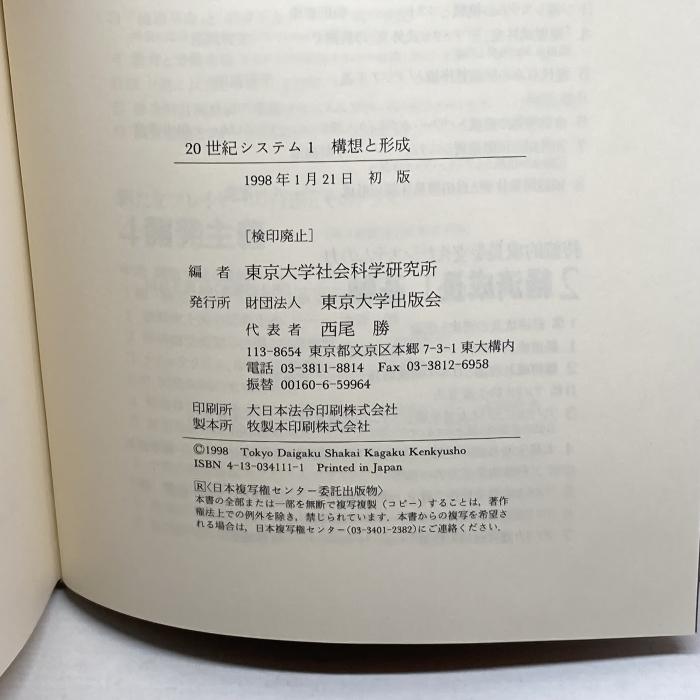 20世紀システム1　構想と形成
1998年1月21日　初　版
［検印廃止］
編　者　東京大学社会科学研究所
発行所　財団法人　東京大学出版会
代表者　西尾　勝
113-8654 東京都文京区本郷7-3-1東大構内
電話 03-3811-8814　Fax 03-3812-6958
振替 00160-6-59964
印刷所　大日本法令印刷株式会社
製本所　牧製本印刷株式会社
©1998 Tokyo Daigaku Shakai Kagaku Kenkyusho
ISBN 4-13-034111-1 Printed in Japan
Ⓡ〈日本複写権センター委託出版物〉
本書の全部または一部を無断で複写複製（コピー）することは，著作
権法上での例外を除き，禁じられています．本書からの複写を希望さ
れる場合は，日本複写権センター(03-3401-2382)にご連絡ください．